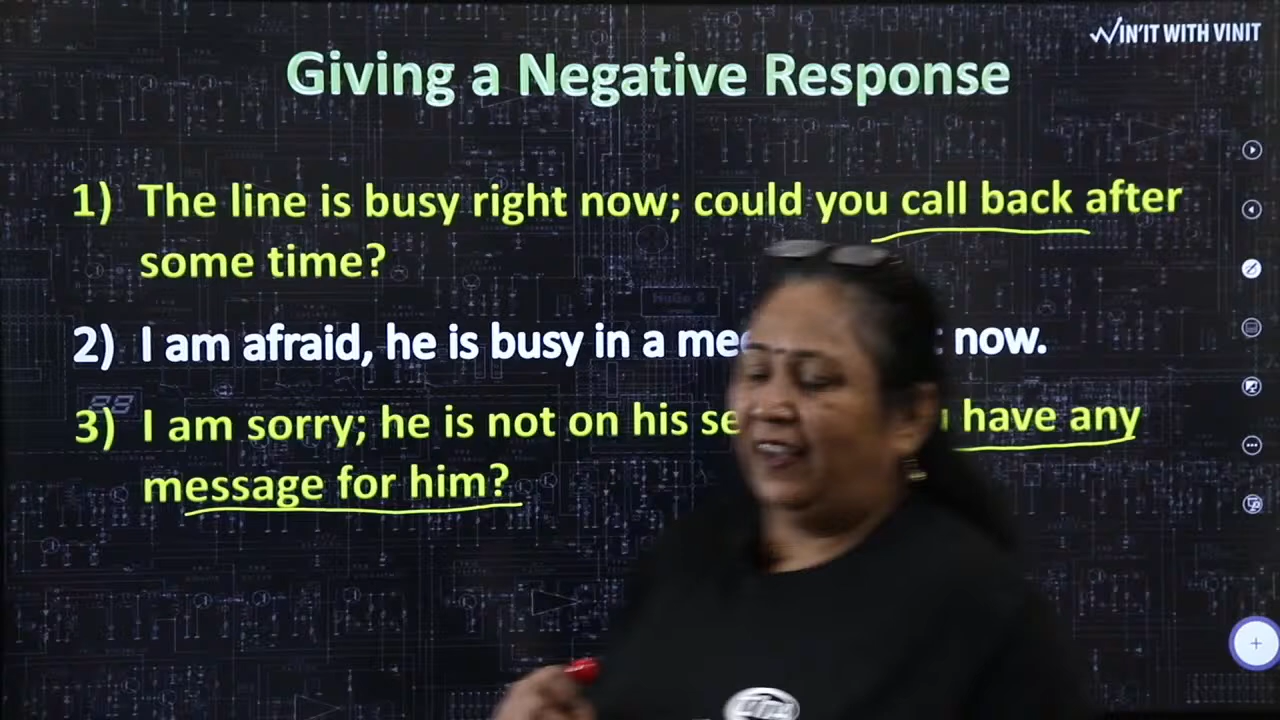 WIN'IT WITH VINIT
Giving a Negative Response
1) The line is busy right now; could you call back after
some time?
2) I am afraid, he is busy in a now.
3) I am sorry; he is not on his have any
message for him?